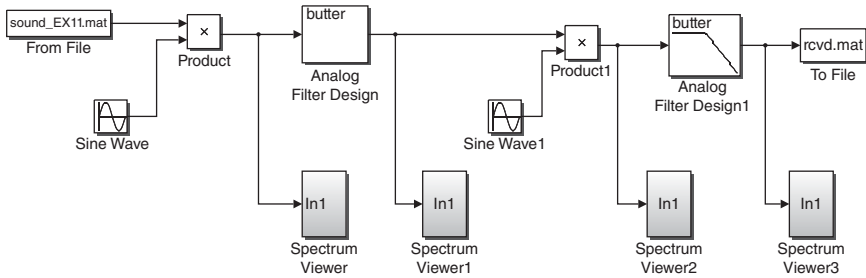 sound_EX11.mat
From File
×
Product
butter
Analog
Filter Design
×
Product1
butter
Analog
Filter Design1
rcvd.mat
To File
Sine Wave
Sine Wave1
In1
Spectrum
Viewer
In1
Spectrum
Viewer1
In1
Spectrum
Viewer2
In1
Spectrum
Viewer3